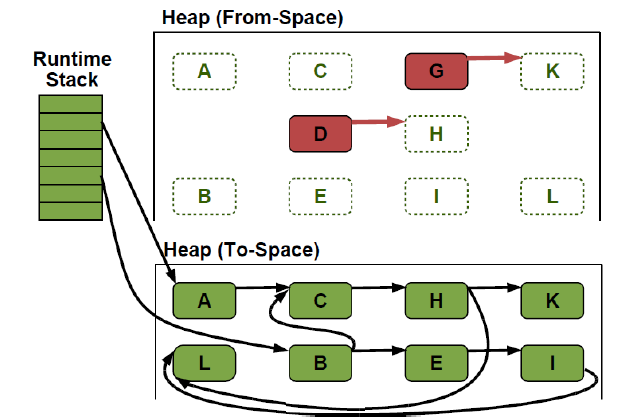 Heap (From-Space)
Runtime
Stack
A C G K
D H
B E I L
Heap (To-Space)
A C H K
L B E I